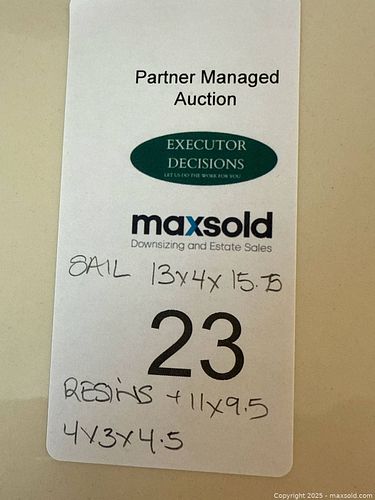 Partner Managed
Auction
EXECUTOR
DECISIONS
LET US DO THE WORK FOR YOU
maxsold
Downsizing and Estate Sales
SAIL 13x4x15.75
23
RESINS + 11x9.5
4x3x4.5
Copyright 2025 - maxsold.com